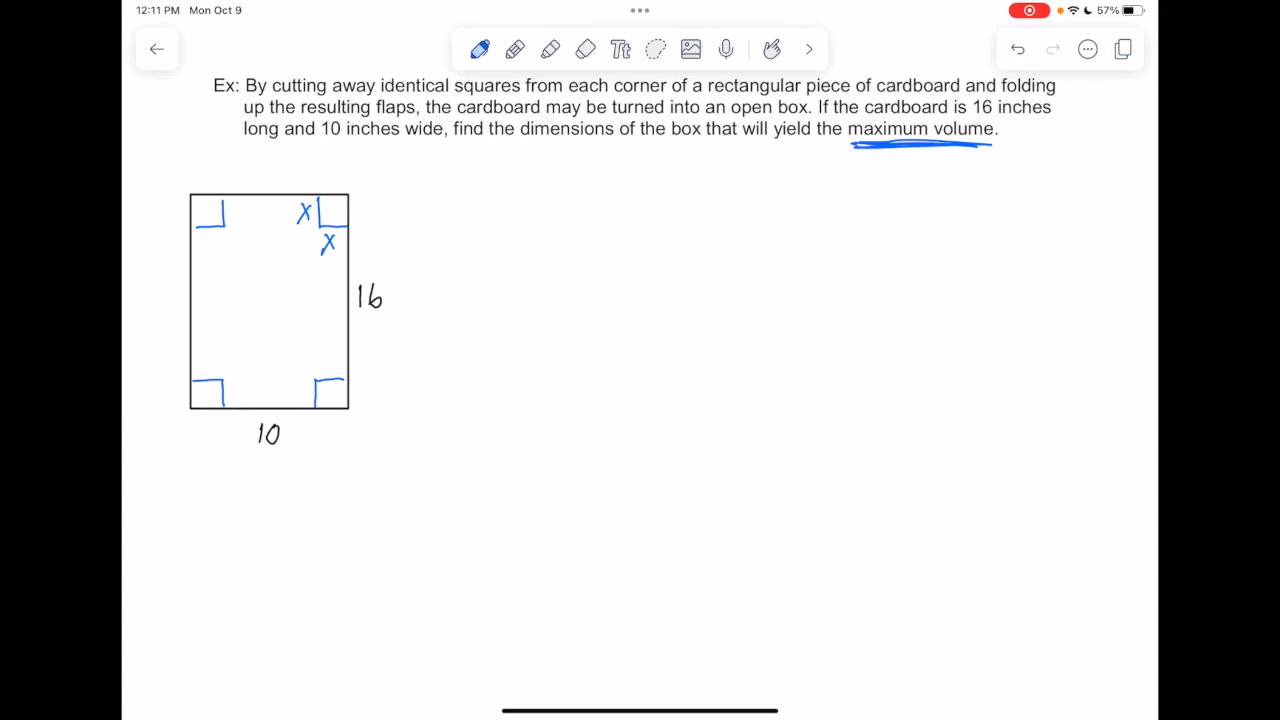 12:11 PM Mon Oct 9
57%
Tt
Ex: By cutting away identical squares from each corner of a rectangular piece of cardboard and folding
up the resulting flaps, the cardboard may be turned into an open box. If the cardboard is 16 inches
long and 10 inches wide, find the dimensions of the box that will yield the maximum volume.
x
x
16
10